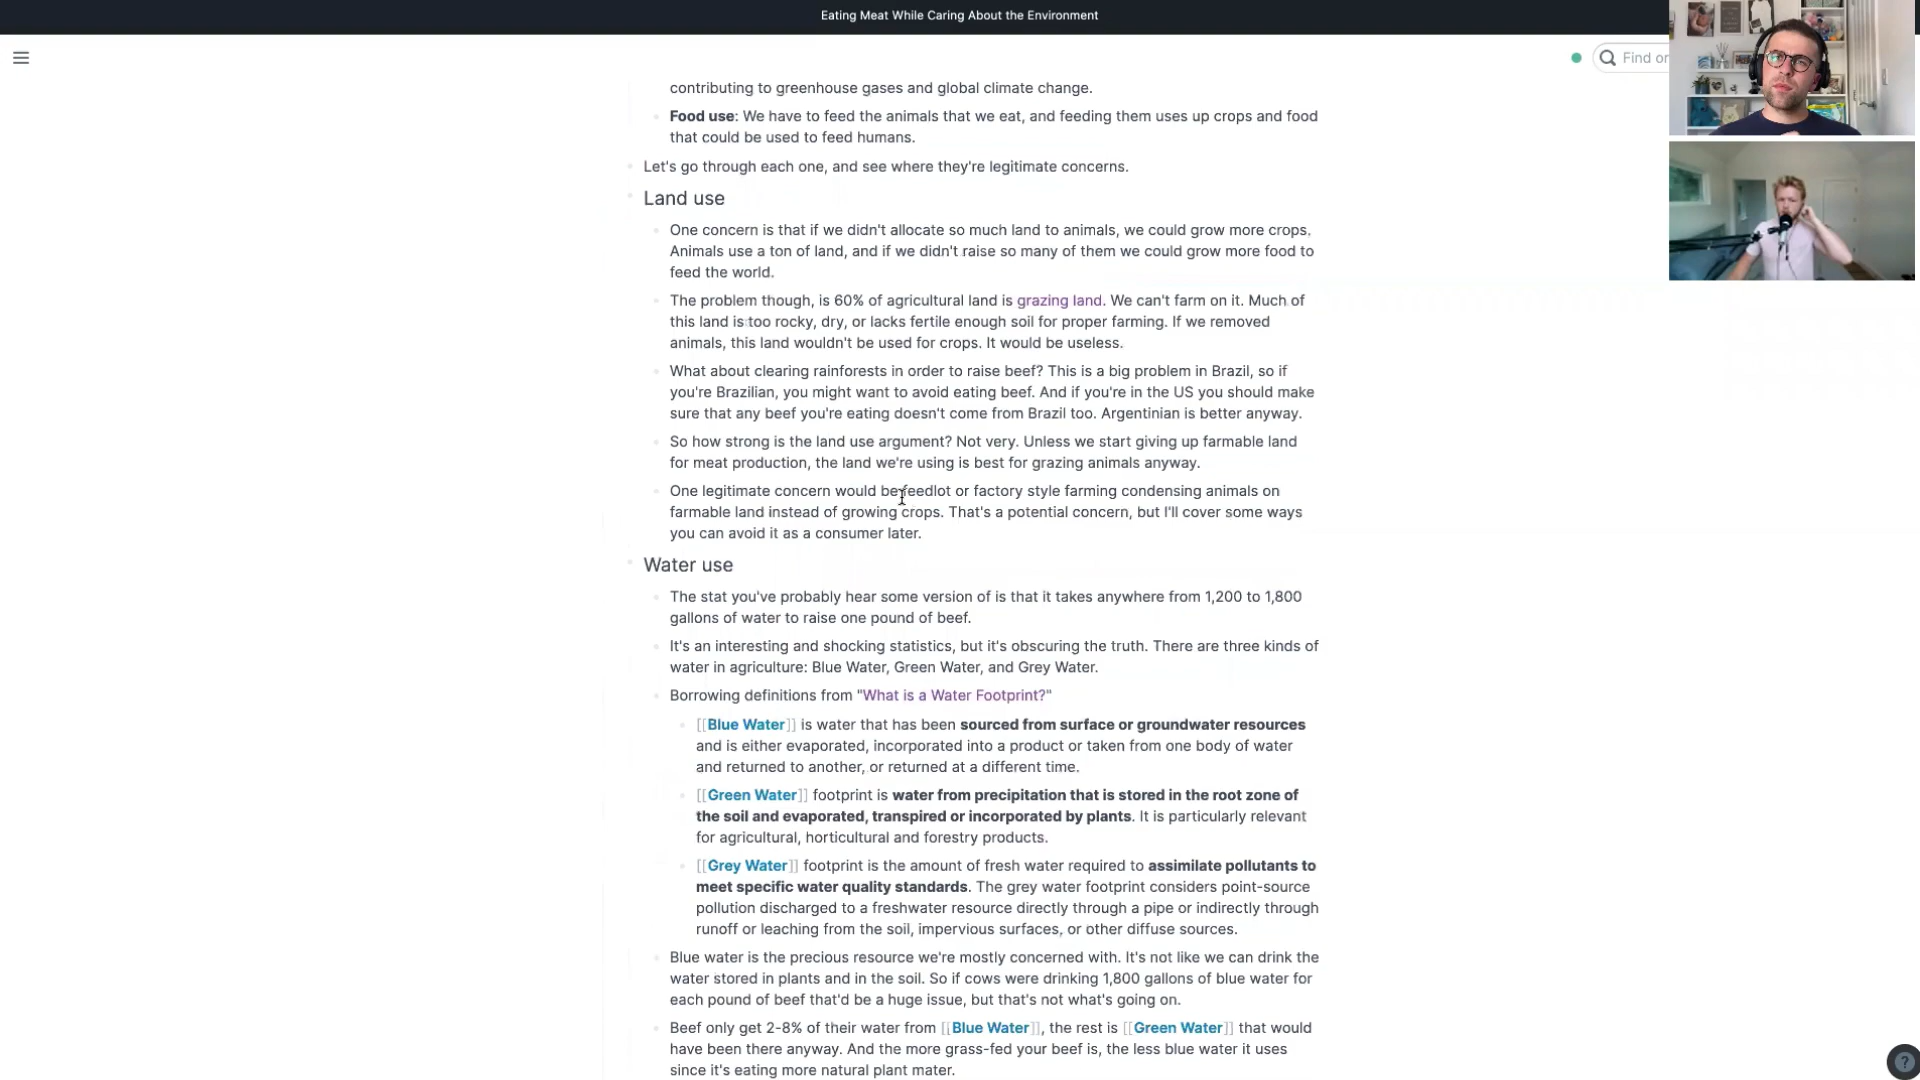 Eating Meat While Caring About the Environment
Find or
contributing to greenhouse gases and global climate change.
Food use: We have to feed the animals that we eat, and feeding them uses up crops and food
that could be used to feed humans.
Let's go through each one, and see where they're legitimate concerns.
Land use
One concern is that if we didn't allocate so much land to animals, we could grow more crops.
Animals use a ton of land, and if we didn't raise so many of them we could grow more food to
feed the world.
The problem though, is 60% of agricultural land is grazing land. We can't farm on it. Much of
this land is too rocky, dry, or lacks fertile enough soil for proper farming. If we removed
animals, this land wouldn't be used for crops. It would be useless.
What about clearing rainforests in order to raise beef? This is a big problem in Brazil, so if
you're Brazilian, you might want to avoid eating beef. And if you're in the US you should make
sure that any beef you're eating doesn't come from Brazil too. Argentinian is better anyway.
So how strong is the land use argument? Not very. Unless we start giving up farmable land
for meat production, the land we're using is best for grazing animals anyway.
One legitimate concern would be feedlot or factory style farming condensing animals on
farmable land instead of growing crops. That's a potential concern, but I'll cover some ways
you can avoid it as a consumer later.
Water use
The stat you've probably hear some version of is that it takes anywhere from 1,200 to 1,800
gallons of water to raise one pound of beef.
It's an interesting and shocking statistics, but it's obscuring the truth. There are three kinds of
water in agriculture: Blue Water, Green Water, and Grey Water.
Borrowing definitions from "What is a Water Footprint?"
[[Blue Water]] is water that has been sourced from surface or groundwater resources
and is either evaporated, incorporated into a product or taken from one body of water
and returned to another, or returned at a different time.
[[Green Water]] footprint is water from precipitation that is stored in the root zone of
the soil and evaporated, transpired or incorporated by plants. It is particularly relevant
for agricultural, horticultural and forestry products.
[[Grey Water]] footprint is the amount of fresh water required to assimilate pollutants to
meet specific water quality standards. The grey water footprint considers point-source
pollution discharged to a freshwater resource directly through a pipe or indirectly through
runoff or leaching from the soil, impervious surfaces, or other diffuse sources.
Blue water is the precious resource we're mostly concerned with. It's not like we can drink the
water stored in plants and in the soil. So if cows were drinking 1,800 gallons of blue water for
each pound of beef that'd be a huge issue, but that's not what's going on.
Beef only get 2-8% of their water from [[Blue Water]], the rest is [[Green Water]] that would
have been there anyway. And the more grass-fed your beef is, the less blue water it uses
since it's eating more natural plant mater.
?